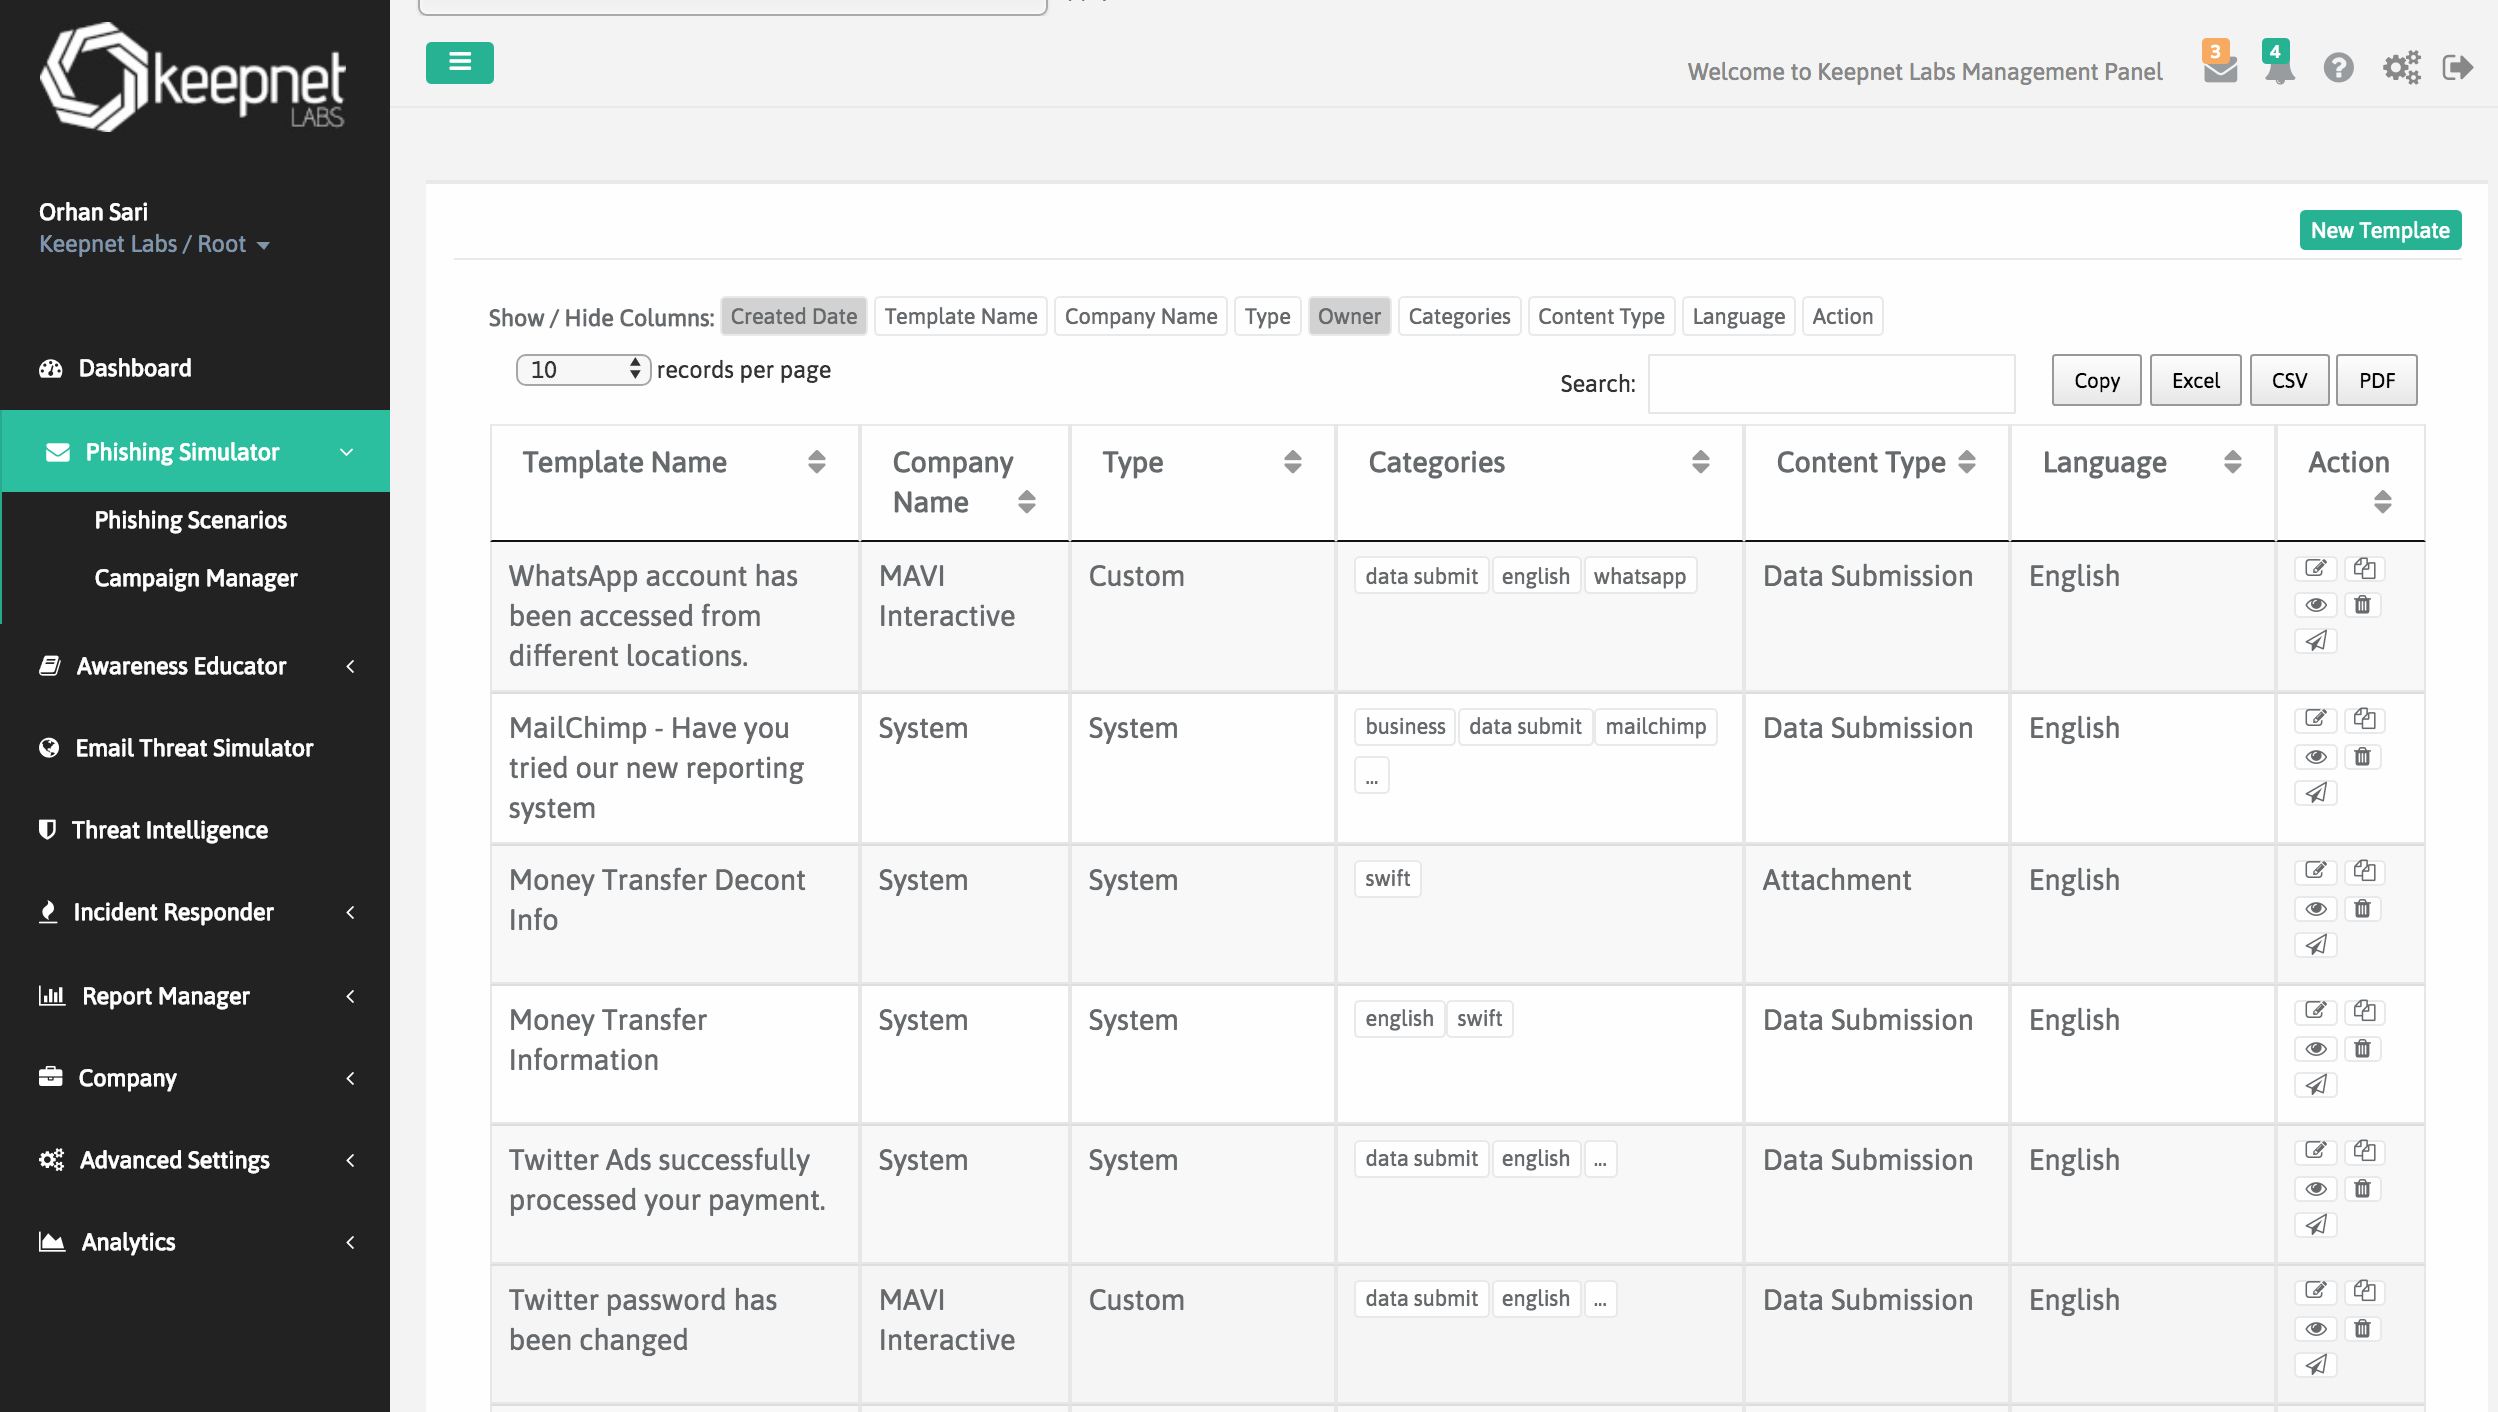 keepnet
LABS
Orhan Sari
Keepnet Labs / Root
Dashboard
Phishing Simulator
Phishing Scenarios
Campaign Manager
Awareness Educator
Email Threat Simulator
Threat Intelligence
Incident Responder
Report Manager
Company
Advanced Settings
Analytics
Welcome to Keepnet Labs Management Panel
3
4
New Template
Show / Hide Columns: Created Date Template Name Company Name Type Owner Categories Content Type Language Action
10 records per page
Search:
Copy Excel CSV PDF
Template Name Company Name Type Categories Content Type Language Action
WhatsApp account has been accessed from different locations. MAVI Interactive Custom data submit english whatsapp Data Submission English
MailChimp - Have you tried our new reporting system System System business data submit mailchimp ... Data Submission English
Money Transfer Decont Info System System swift Attachment English
Money Transfer Information System System english swift Data Submission English
Twitter Ads successfully processed your payment. System System data submit english ... Data Submission English
Twitter password has been changed MAVI Interactive Custom data submit english ... Data Submission English